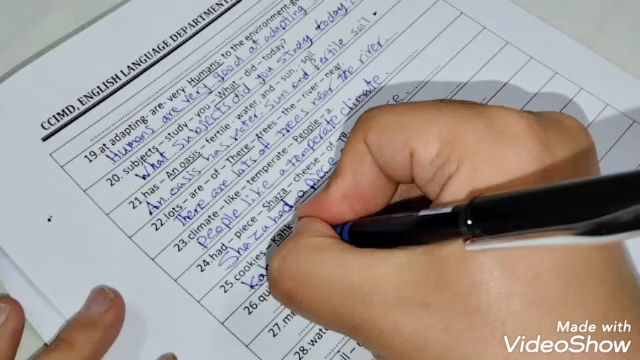 CCIMD. ENGLISH LANGUAGE DEPARTMENT
19.at adapting- are- very- Humans- to the environment-
Humans are very good at adapting
20. subjects – study – you – What – did – today?
What subjects did you study today?
21.has – An oasis – fertile – water – and – sun,
An oasis has water, sun and fertile soil.
22.lots – are – of – There – trees – the – river – near.
There are lots of trees near the river...
23.climate – like – temperate – People – a.
People like a temperate climate..
24.had – piece – Shaza – cheese – of
Shaza had a piece
25.cookies
26.
27.
28.
Made with
VideoShow